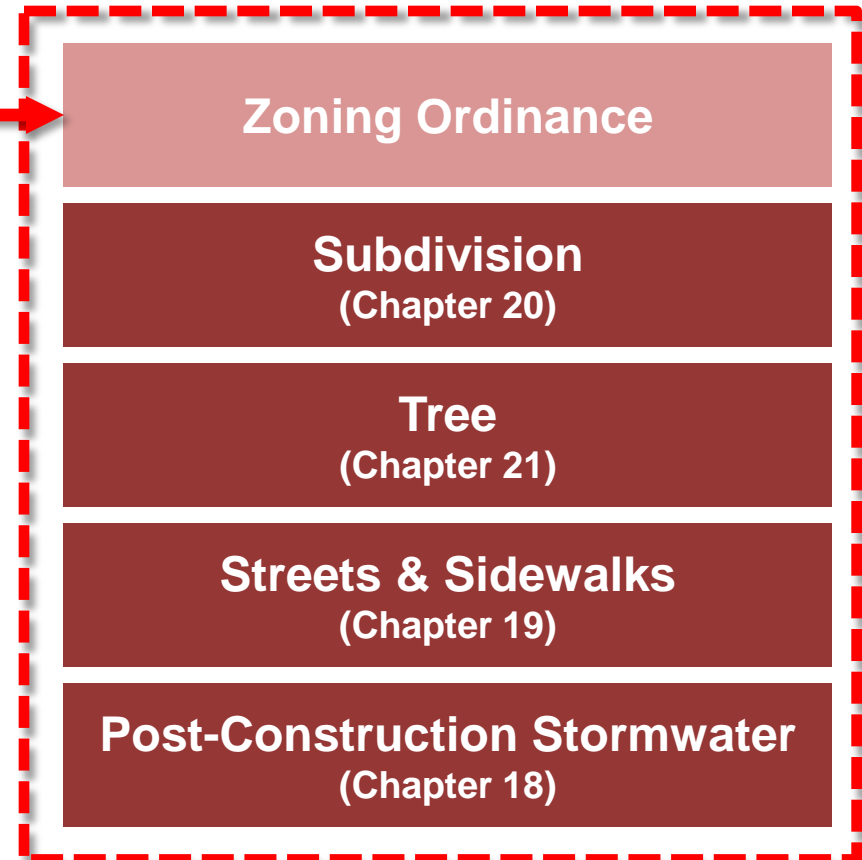 Zoning Ordinance
Subdivision
(Chapter 20)
Tree
(Chapter 21)
Streets & Sidewalks
(Chapter 19)
Post-Construction Stormwater
(Chapter 18)